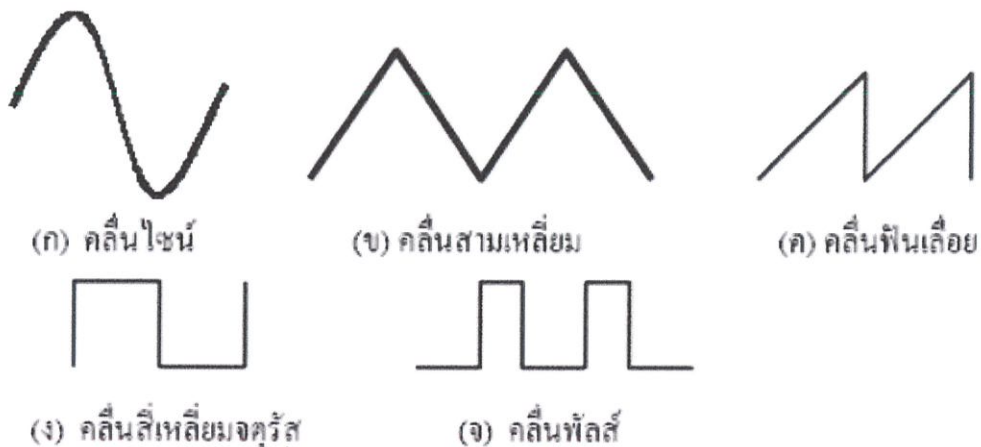 (ก) คลื่นไซน์
(ข) คลื่นสามเหลี่ยม
(ค) คลื่นฟันเลื่อย
(ง) คลื่นสี่เหลี่ยมจตุรัส
(จ) คลื่นพัลส์